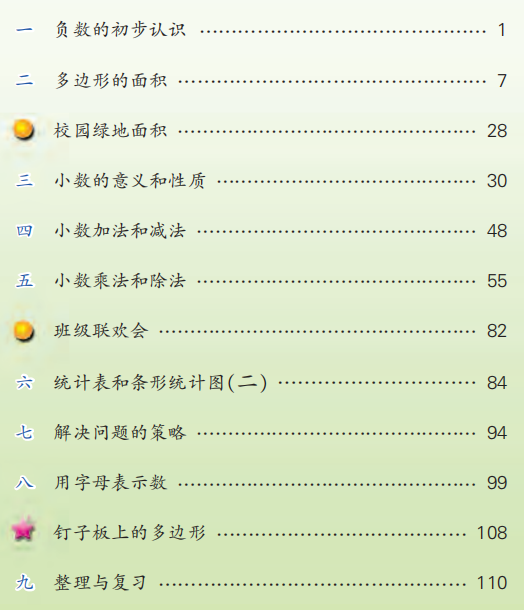 一 负数的初步认识 …………………………………… 1
二 多边形的面积 …………………………………… 7
校园绿地面积 …………………………………… 28
三 小数的意义和性质 …………………………………… 30
四 小数加法和减法 …………………………………… 48
五 小数乘法和除法 …………………………………… 55
班级联欢会 …………………………………… 82
六 统计表和条形统计图(二) …………………………………… 84
七 解决问题的策略 …………………………………… 94
八 用字母表示数 …………………………………… 99
钉子板上的多边形 …………………………………… 108
九 整理与复习 …………………………………… 110